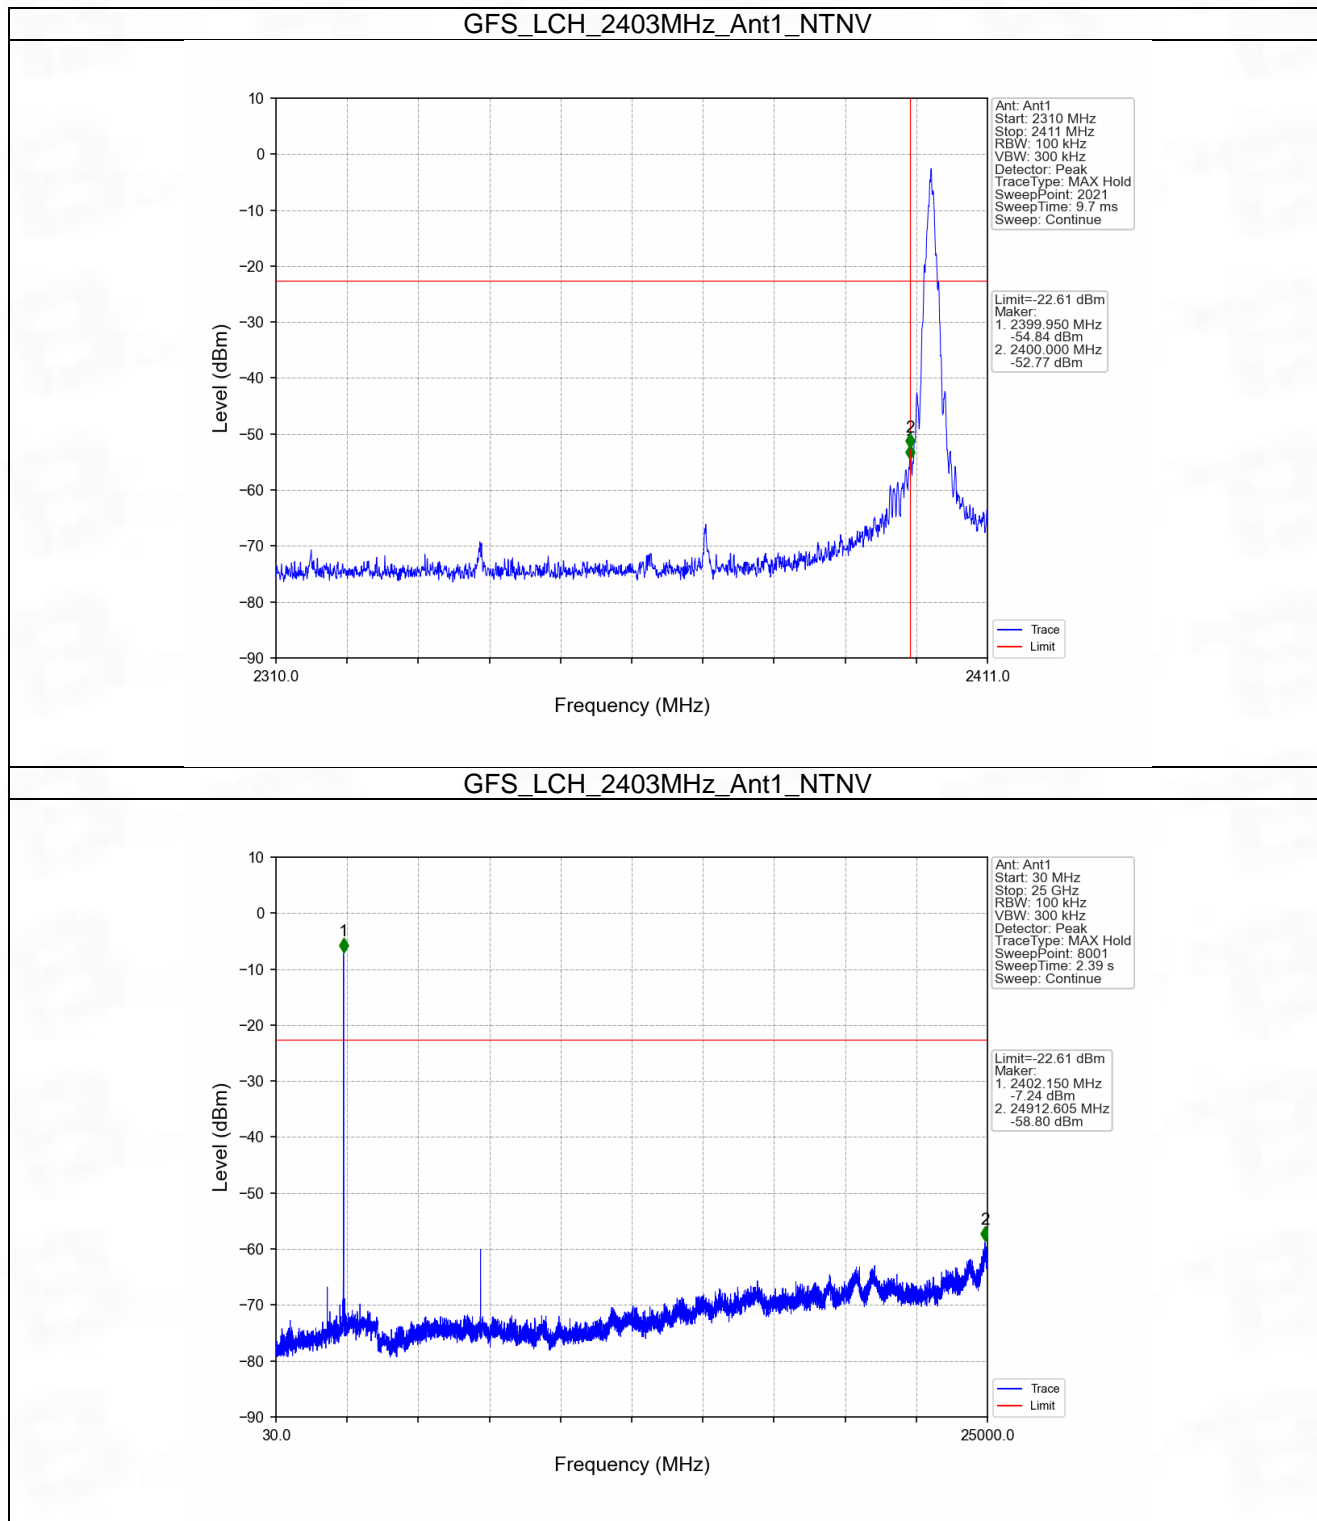 GFS_LCH_2403MHz_Ant1_NTNV
10
0
−10
−20
−30
−40
−50
−60
−70
−80
−90
Level (dBm)
2310.0
2411.0
Frequency (MHz)
2
Ant: Ant1
Start: 2310 MHz
Stop: 2411 MHz
RBW: 100 kHz
VBW: 300 kHz
Detector: Peak
TraceType: MAX Hold
SweepPoint: 2021
SweepTime: 9.7 ms
Sweep: Continue
Limit=-22.61 dBm
Maker:
1. 2399.950 MHz
-54.84 dBm
2. 2400.000 MHz
-52.77 dBm
Trace
Limit
GFS_LCH_2403MHz_Ant1_NTNV
10
0
−10
−20
−30
−40
−50
−60
−70
−80
−90
Level (dBm)
30.0
25000.0
Frequency (MHz)
1
2
Ant: Ant1
Start: 30 MHz
Stop: 25 GHz
RBW: 100 kHz
VBW: 300 kHz
Detector: Peak
TraceType: MAX Hold
SweepPoint: 8001
SweepTime: 2.39 s
Sweep: Continue
Limit=-22.61 dBm
Maker:
1. 2402.150 MHz
-7.24 dBm
2. 24912.605 MHz
-58.80 dBm
Trace
Limit